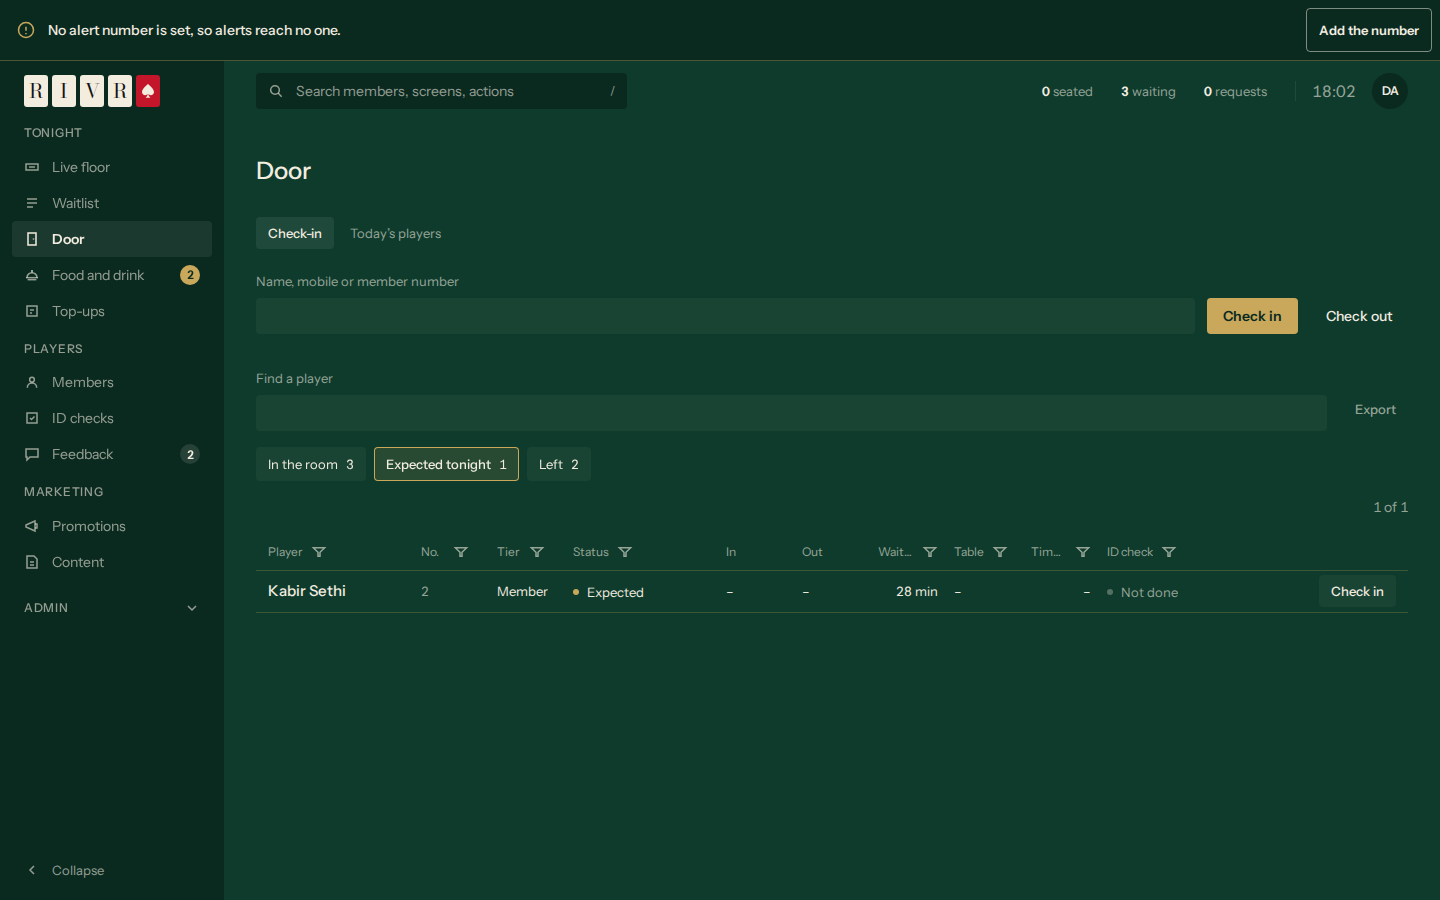 No alert number is set, so alerts reach no one.
Add the number
R I V R
Search members, screens, actions /
0 seated 3 waiting 0 requests 18:02 DA
TONIGHT
Live floor
Waitlist
Door
Food and drink 2
Top-ups
PLAYERS
Members
ID checks
Feedback 2
MARKETING
Promotions
Content
ADMIN
Collapse
Door
Check-in Today's players
Name, mobile or member number
Check in Check out
Find a player
Export
In the room 3 Expected tonight 1 Left 2
1 of 1
Player No. Tier Status In Out Wait... Table Tim... ID check
Kabir Sethi 2 Member Expected – – 28 min – – Not done Check in